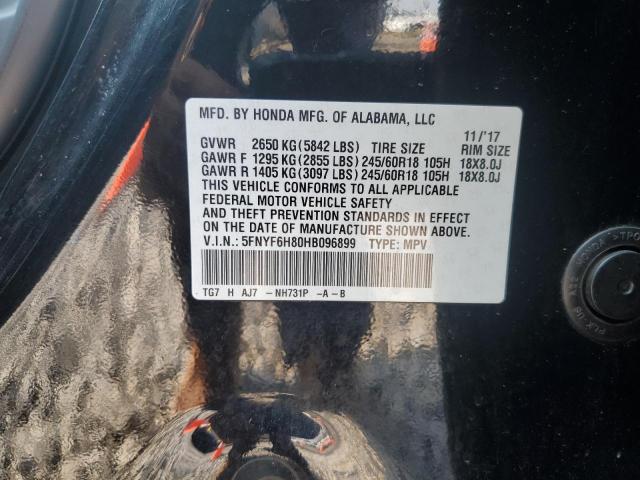 MFD. BY HONDA MFG. OF ALABAMA, LLC
11/'17
GVWR 2650 KG(5842 LBS) TIRE SIZE RIM SIZE
GAWR F 1295 KG(2855 LBS) 245/60R18 105H 18X8.0J
GAWR R 1405 KG(3097 LBS) 245/60R18 105H 18X8.0J
THIS VEHICLE CONFORMS TO ALL APPLICABLE
FEDERAL MOTOR VEHICLE SAFETY
AND THEFT PREVENTION STANDARDS IN EFFECT
ON THE DATE OF MANUFACTURE SHOWN ABOVE.
V.I.N.: 5FNYF6H80HB096899 TYPE: MPV
TG7 H AJ7 -NH731P -A-B
HONDA